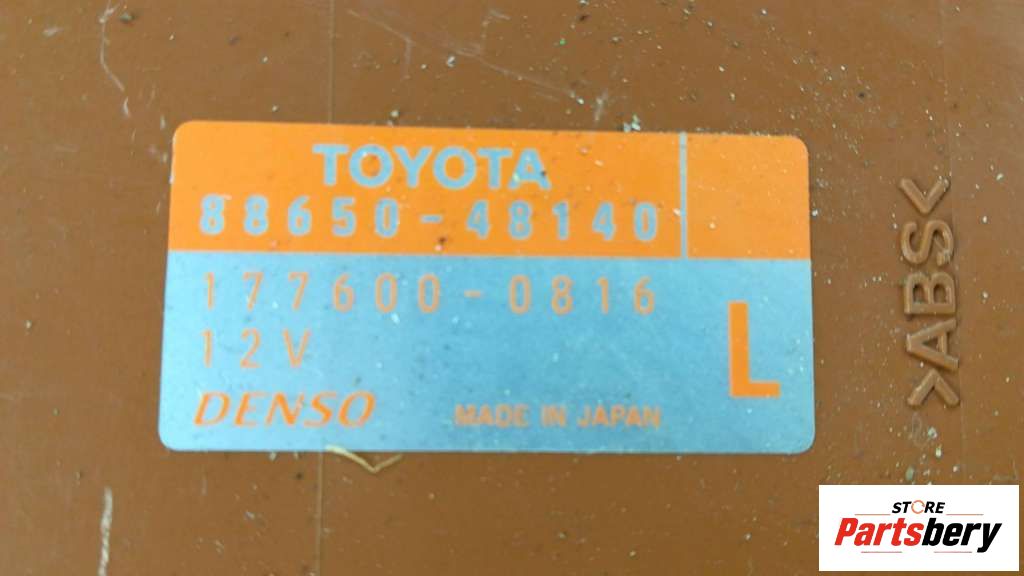 TOYOTA
88650-48140
177600-0816
12V
L
DENSO MADE IN JAPAN
>ABS<
STORE
Partsbery